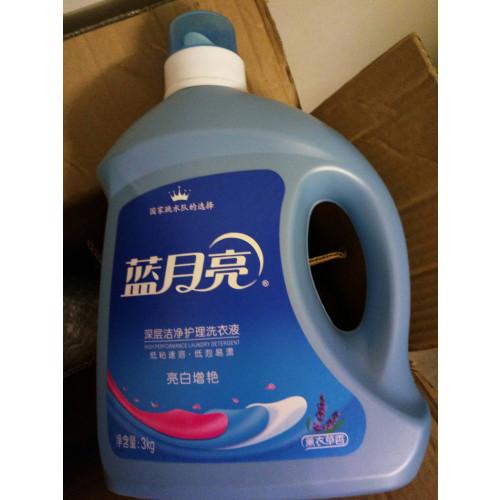 国家跳水队的选择
蓝月亮®
深层洁净护理洗衣液
HIGH PERFORMANCE LAUNDRY DETERGENT
低粘速溶·低泡易漂
亮白增艳
净含量:3kg
薰衣草香